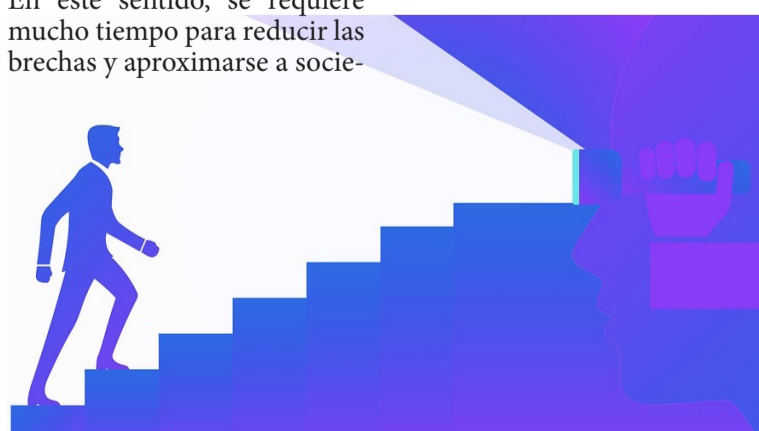 En este sentido, se requiere
mucho tiempo para reducir las
brechas y aproximarse a socie-